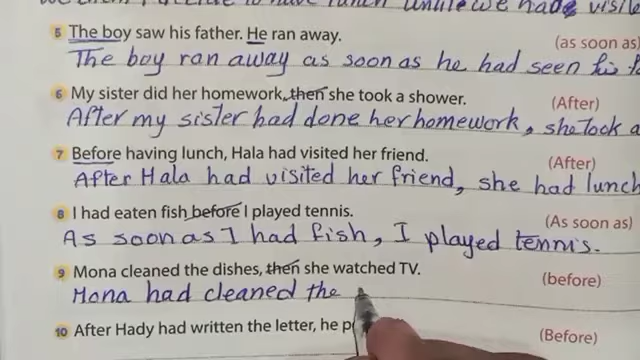 we had visite
5 The boy saw his father. He ran away. (as soon as)
The boy ran away as soon as he had seen his
6 My sister did her homework, then she took a shower. (After)
After my sister had done her homework, she took a
7 Before having lunch, Hala had visited her friend. (After)
After Hala had visited her friend, she had lunch
8 I had eaten fish before I played tennis. (As soon as)
As soon as I had fish, I played tennis.
9 Mona cleaned the dishes, then she watched TV. (before)
Mona had cleaned the
10 After Hady had written the letter, he p (Before)